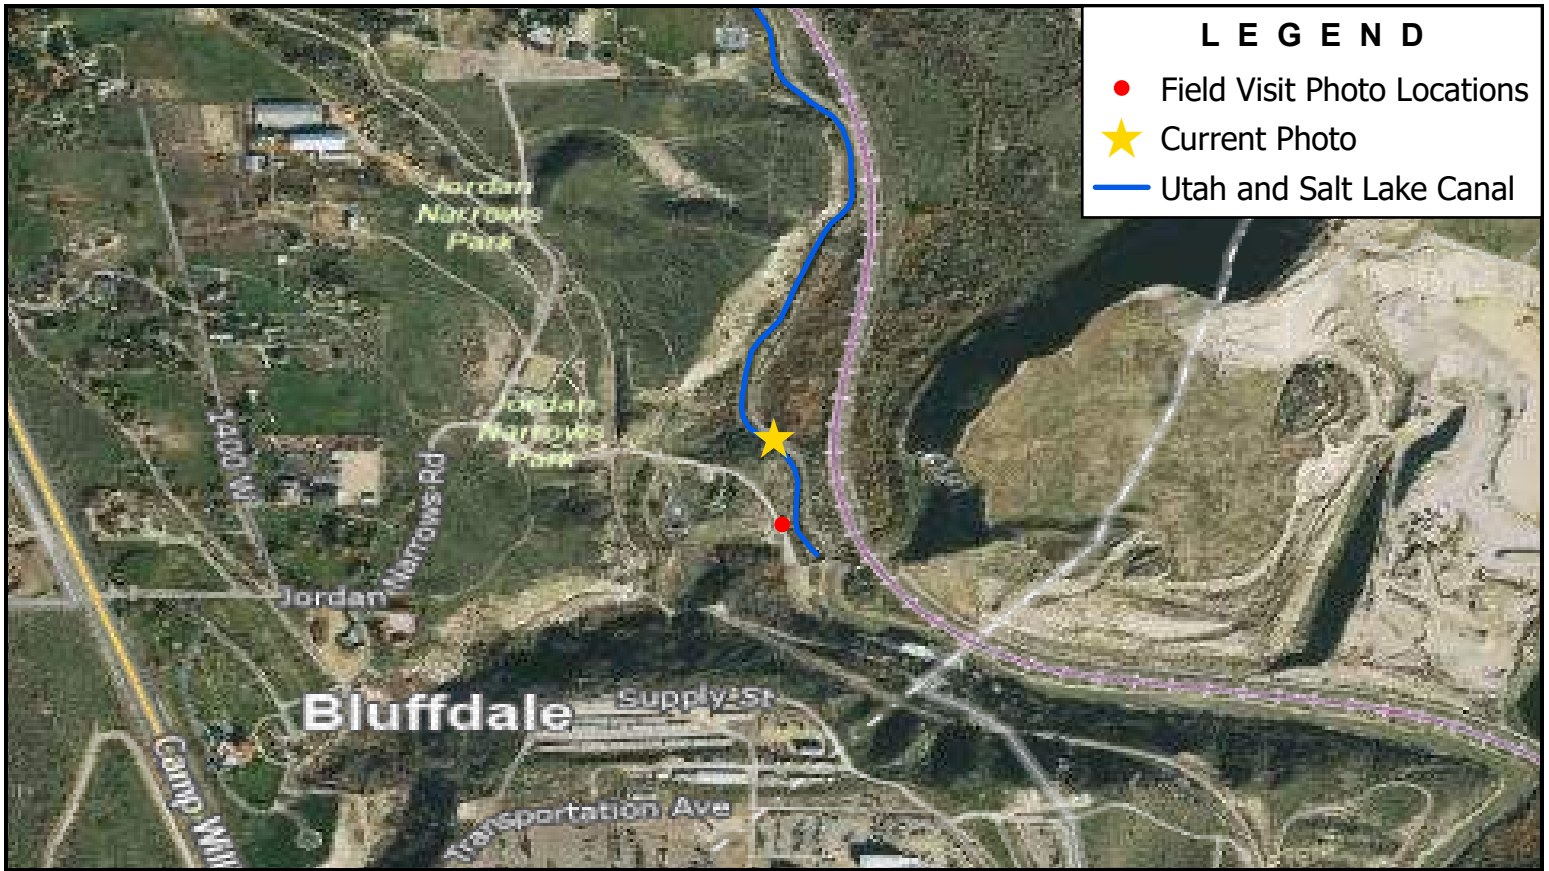 L E G E N D
Field Visit Photo Locations
Current Photo
Utah and Salt Lake Canal
Jordan
Narrows
Park
Jordan
Narrows
Park
1400 W
Jordan Narrows Rd
Bluffdale
Supply St
Transportation Ave
Camp Will